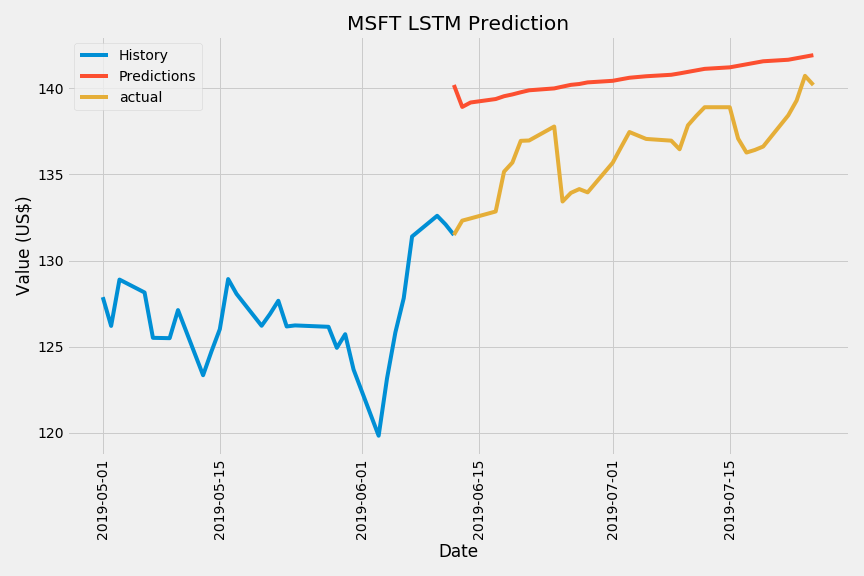 MSFT LSTM Prediction
History
Predictions
actual
140
135
130
125
120
Value (US$)
2019-05-01
2019-05-15
2019-06-01
2019-06-15
2019-07-01
2019-07-15
Date